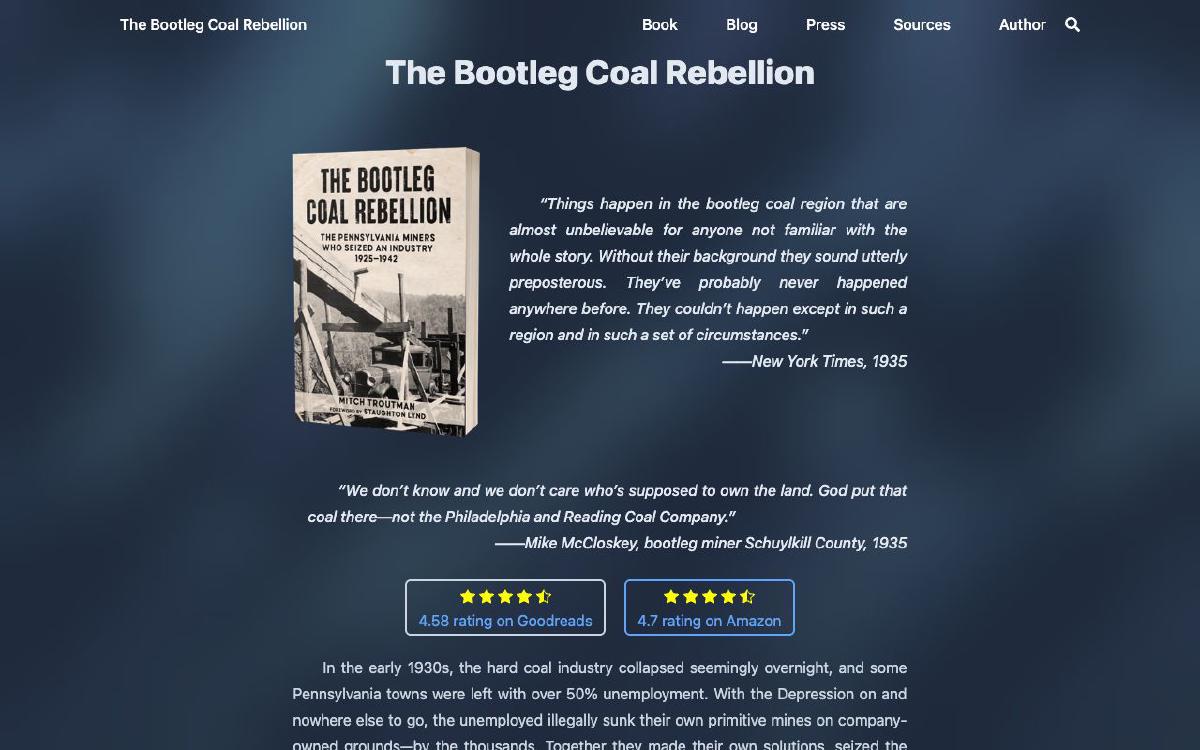 The Bootleg Coal Rebellion
Book
Blog
Press
Sources
Author
The Bootleg Coal Rebellion
THE BOOTLEG
COAL REBELLION
THE PENNSYLVANIA MINERS
WHO SEIZED AN INDUSTRY
1925–1942
MITCH TROUTMAN
FOREWORD BY STAUGHTON LYND
“Things happen in the bootleg coal region that are
almost unbelievable for anyone not familiar with the
whole story. Without their background they sound utterly
preposterous. They’ve probably never happened
anywhere before. They couldn’t happen except in such a
region and in such a set of circumstances.”
——New York Times, 1935
“We don’t know and we don’t care who’s supposed to own the land. God put that
coal there—not the Philadelphia and Reading Coal Company.”
——Mike McCloskey, bootleg miner Schuylkill County, 1935
4.58 rating on Goodreads
4.7 rating on Amazon
In the early 1930s, the hard coal industry collapsed seemingly overnight, and some
Pennsylvania towns were left with over 50% unemployment. With the Depression on and
nowhere else to go, the unemployed illegally sunk their own primitive mines on company-
owned grounds—by the thousands. Together they made their own solutions, seized the